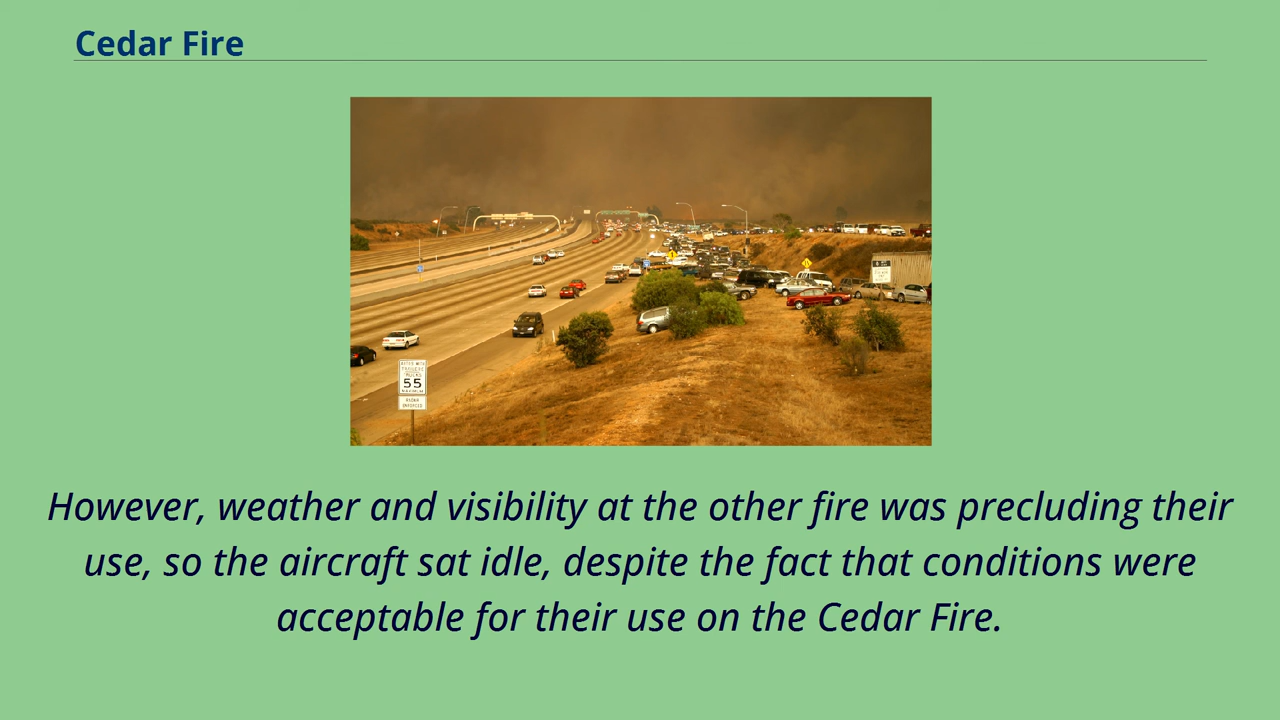 Cedar Fire
55
However, weather and visibility at the other fire was precluding their
use, so the aircraft sat idle, despite the fact that conditions were
acceptable for their use on the Cedar Fire.